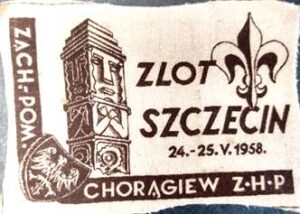 ZACH.-POM.
ZLOT
SZCZECIN
24.-25.V.1958.
CHORĄGIEW Z·H·P